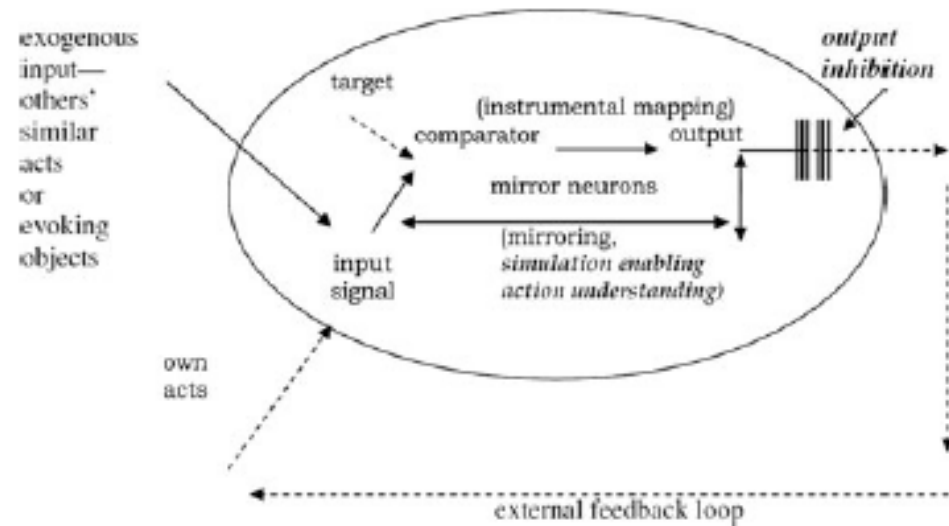 exogenous
input—
others'
similar
acts
or
evoking
objects
target
output
inhibition
(instrumental mapping)
comparator
output
mirror neurons
(mirroring,
simulation enabling
action understanding)
input
signal
own
acts
external feedback loop